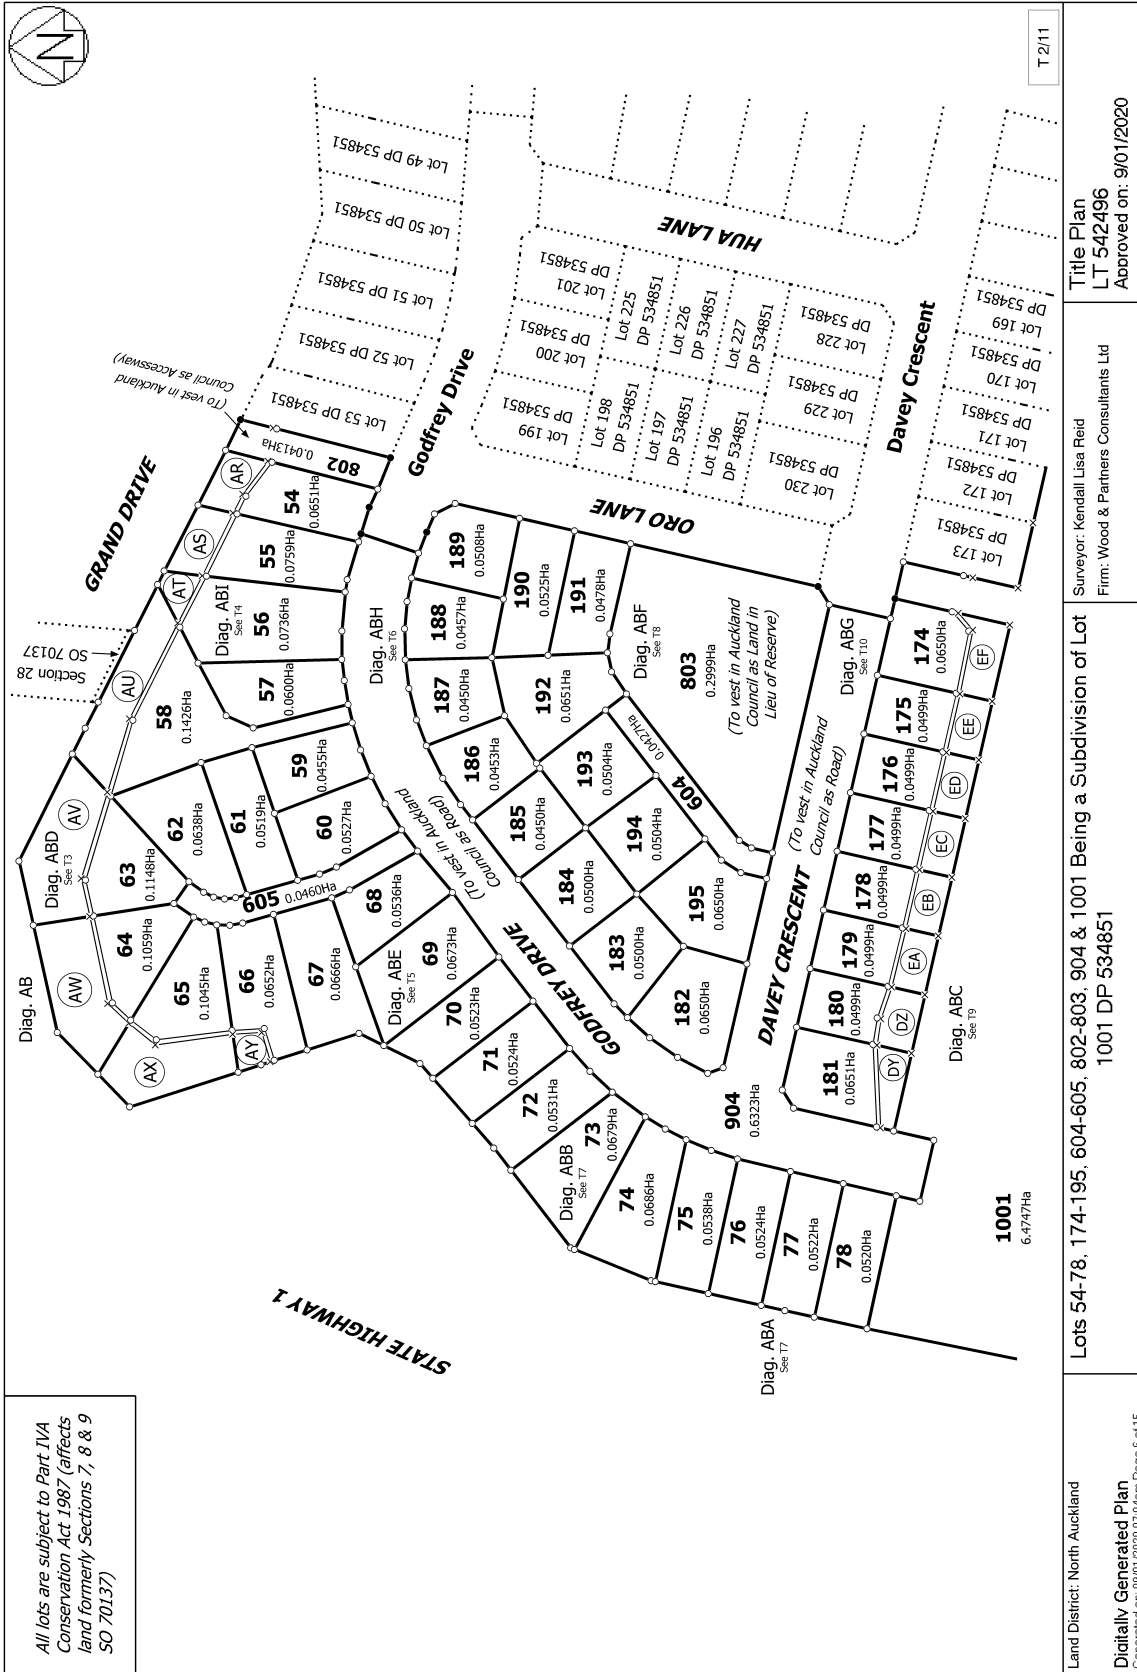 All lots are subject to Part IVA
Conservation Act 1987 (affects
land formerly Sections 7, 8 & 9
SO 70137)
N
T 2/11
STATE HIGHWAY 1
GRAND DRIVE
Section 28
SO 70137
(To vest in Auckland
Council as Accessway)
802
0.0413Ha
Diag. AB
Diag. ABD
See T3
Diag. ABI
See T4
Diag. ABH
See T6
Diag. ABE
See T5
Diag. ABB
See T7
Diag. ABA
See T7
Diag. ABF
See T8
Diag. ABG
See T10
Diag. ABC
See T9
AR
AS
AT
AU
AV
AW
AX
AY
54
0.0651Ha
55
0.0759Ha
56
0.0736Ha
57
0.0600Ha
58
0.1426Ha
59
0.0455Ha
60
0.0527Ha
61
0.0519Ha
62
0.0638Ha
63
0.1148Ha
64
0.1059Ha
65
0.1045Ha
66
0.0652Ha
67
0.0666Ha
68
0.0536Ha
69
0.0673Ha
70
0.0523Ha
71
0.0524Ha
72
0.0531Ha
73
0.0679Ha
74
0.0686Ha
75
0.0538Ha
76
0.0524Ha
77
0.0522Ha
78
0.0520Ha
605 0.0460Ha
Godfrey Drive
GODFREY DRIVE
(To vest in Auckland
Council as Road)
189
0.0508Ha
188
0.0457Ha
187
0.0450Ha
186
0.0453Ha
185
0.0450Ha
184
0.0500Ha
183
0.0500Ha
182
0.0650Ha
190
0.0525Ha
191
0.0478Ha
192
0.0651Ha
193
0.0504Ha
194
0.0504Ha
195
0.0650Ha
604
0.0427Ha
803
0.2999Ha
(To vest in Auckland
Council as Land in
Lieu of Reserve)
ORO LANE
HUA LANE
Davey Crescent
DAVEY CRESCENT
(To vest in Auckland
Council as Road)
904
0.6323Ha
1001
6.4747Ha
174
0.0650Ha
175
0.0499Ha
176
0.0499Ha
177
0.0499Ha
178
0.0499Ha
179
0.0499Ha
180
0.0499Ha
181
0.0651Ha
EF
EE
ED
EC
EB
EA
DZ
DY
Lot 49 DP 534851
Lot 50 DP 534851
Lot 51 DP 534851
Lot 52 DP 534851
Lot 53 DP 534851
Lot 201
DP 534851
Lot 200
DP 534851
Lot 199
DP 534851
Lot 225
DP 534851
Lot 226
DP 534851
Lot 227
DP 534851
Lot 228
DP 534851
Lot 198
DP 534851
Lot 197
DP 534851
Lot 196
DP 534851
Lot 229
DP 534851
Lot 230
DP 534851
Lot 169
DP 534851
Lot 170
DP 534851
Lot 171
DP 534851
Lot 172
DP 534851
Lot 173
DP 534851
Land District: North Auckland
Digitally Generated Plan
Lots 54-78, 174-195, 604-605, 802-803, 904 & 1001 Being a Subdivision of Lot
1001 DP 534851
Surveyor: Kendall Lisa Reid
Firm: Wood & Partners Consultants Ltd
Title Plan
LT 542496
Approved on: 9/01/2020